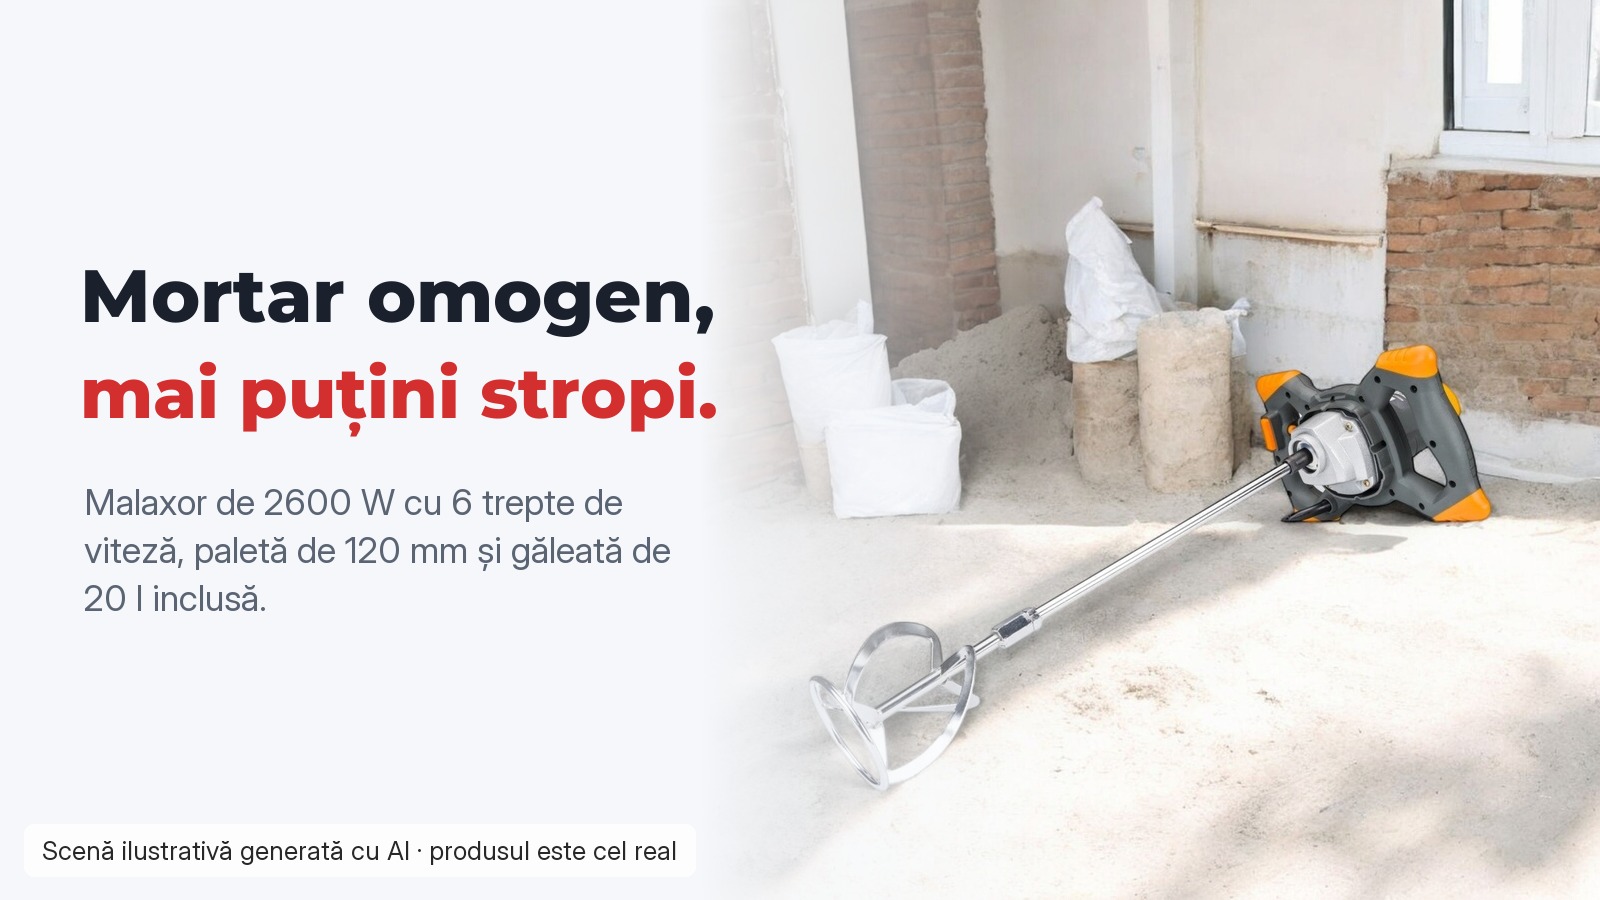 Mortar omogen,
mai puțini stropi.
Malaxor de 2600 W cu 6 trepte de
viteză, paletă de 120 mm și găleată de
20 l inclusă.
Scenă ilustrativă generată cu AI · produsul este cel real